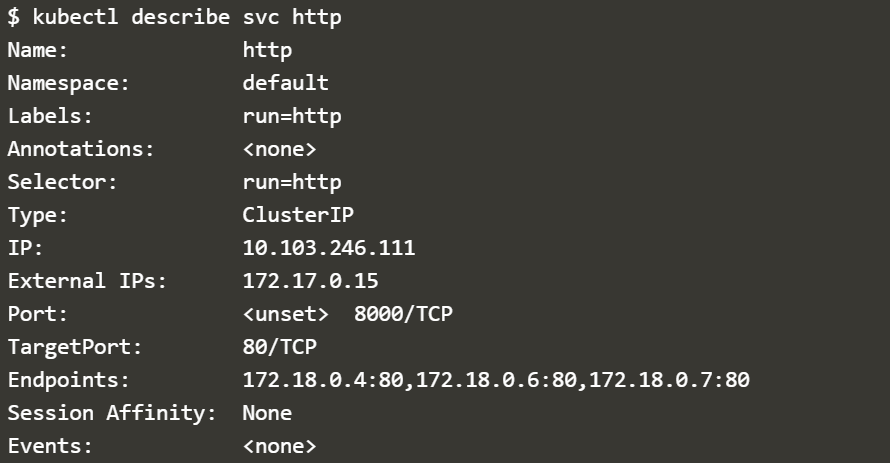 $ kubectl describe svc http
Name:              http
Namespace:         default
Labels:            run=http
Annotations:       <none>
Selector:          run=http
Type:              ClusterIP
IP:                10.103.246.111
External IPs:      172.17.0.15
Port:              <unset>  8000/TCP
TargetPort:        80/TCP
Endpoints:         172.18.0.4:80,172.18.0.6:80,172.18.0.7:80
Session Affinity:  None
Events:            <none>